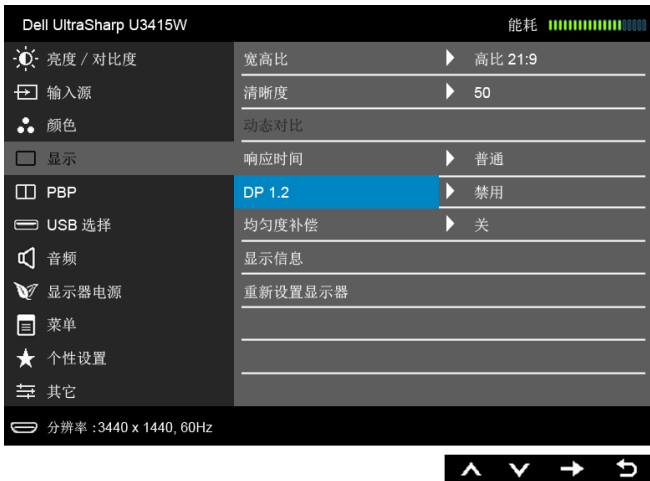 Dell UltraSharp U3415W 能耗
亮度 / 对比度
输入源
颜色
显示
PBP
USB 选择
音频
显示器电源
菜单
个性设置
其它
宽高比 高比 21:9
清晰度 50
动态对比
响应时间 普通
DP 1.2 禁用
均匀度补偿 关
显示信息
重新设置显示器
分辨率 :3440 x 1440, 60Hz